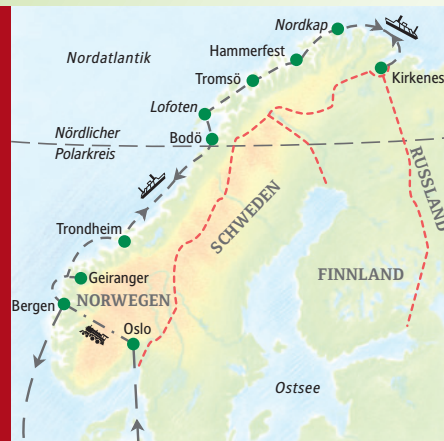 Nordkap
Nordatlantik
Hammerfest
Tromsö
Kirkenes
Lofoten
Nördlicher
Polarkreis
Bodö
RUSSLAND
SCHWEDEN
Trondheim
FINNLAND
Geiranger
NORWEGEN
Bergen
Oslo
Ostsee